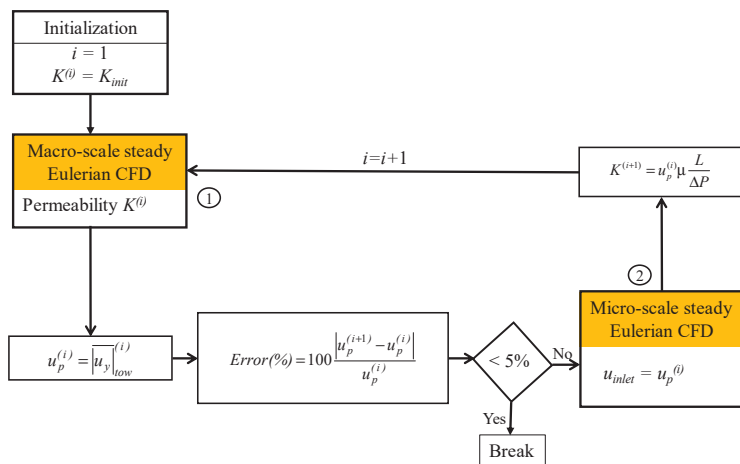 Initialization
i = 1
K^(i) = K_init
Macro-scale steady
Eulerian CFD
Permeability K^(i)
1
i=i+1
K^(i+1) = u_p^(i) μ L/ΔP
2
Micro-scale steady
Eulerian CFD
u_inlet = u_p^(i)
u_p^(i) = |\overline{u_y}|_tow^(i)
Error(%) = 100 |u_p^(i+1) − u_p^(i)| / u_p^(i)
< 5%
No
Yes
Break